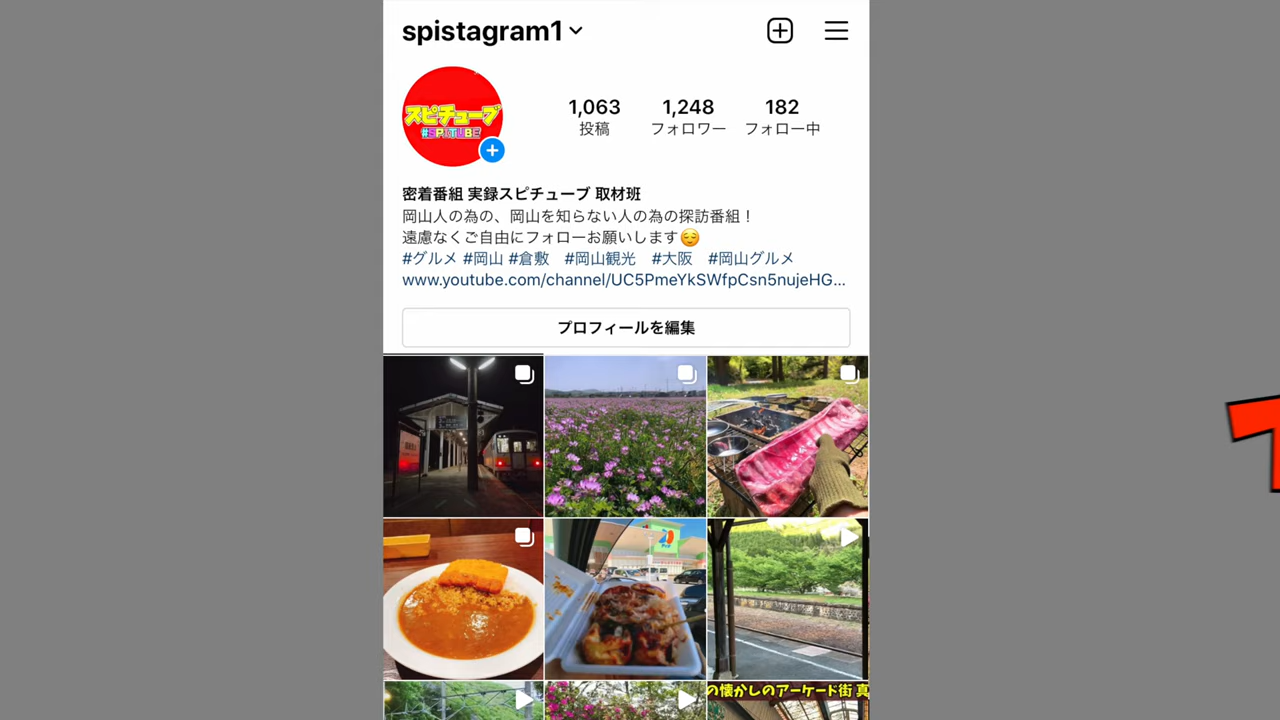 spistagram1
スピチューブ
#SPITUBE
1,063
投稿
1,248
フォロワー
182
フォロー中
密着番組 実録スピチューブ 取材班
岡山人の為の、岡山を知らない人の為の探訪番組！
遠慮なくご自由にフォローお願いします😌
#グルメ #岡山 #倉敷　#岡山観光　#大阪　#岡山グルメ
www.youtube.com/channel/UC5PmeYkSWfpCsn5nujeHG...
プロフィールを編集
の懐かしのアーケード街 真